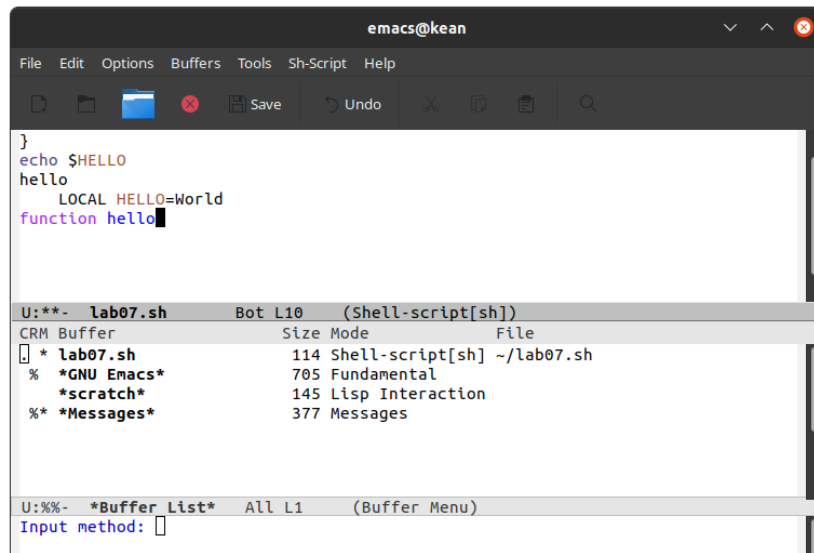 emacs@kean
File Edit Options Buffers Tools Sh-Script Help
Save Undo
}
echo $HELLO
hello
    LOCAL HELLO=World
function hello
U:**-  lab07.sh       Bot L10    (Shell-script[sh])
CRM Buffer                 Size Mode             File
. * lab07.sh                114 Shell-script[sh] ~/lab07.sh
 %  *GNU Emacs*             705 Fundamental
    *scratch*               145 Lisp Interaction
 %* *Messages*              377 Messages
U:%%-  *Buffer List*   All L1     (Buffer Menu)
Input method: